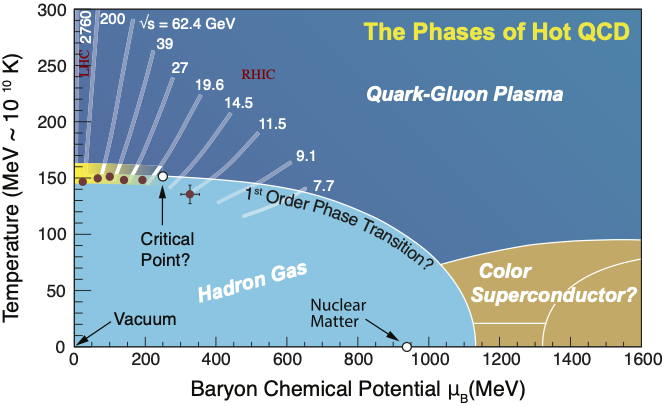 The Phases of Hot QCD
Quark-Gluon Plasma
LHC 2760
200
√s = 62.4 GeV
39
27
19.6
RHIC
14.5
11.5
9.1
7.7
1st Order Phase Transition?
Critical
Point?
Hadron Gas
Color
Superconductor?
Nuclear
Matter
Vacuum
Temperature (MeV ~ 10 10 K)
300
250
200
150
100
50
0
0 200 400 600 800 1000 1200 1400 1600
Baryon Chemical Potential μB(MeV)